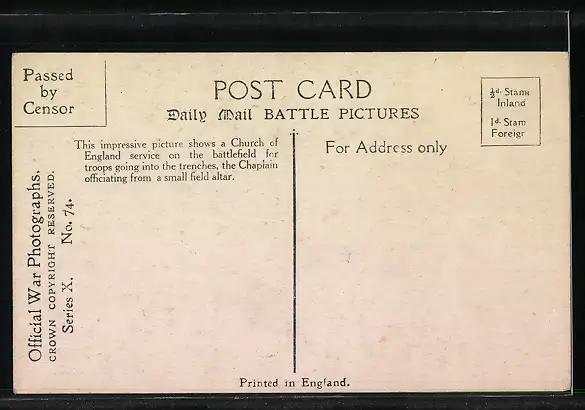 Passed
by
Censor
POST CARD
Daily Mail BATTLE PICTURES
½d. Stam
Inland
1d. Stam
Foreign
This impressive picture shows a Church of
England service on the battlefield for
troops going into the trenches, the Chaplain
officiating from a small field altar.
For Address only
Official War Photographs.
CROWN COPYRIGHT RESERVED.
Series X. No. 74.
Printed in England.